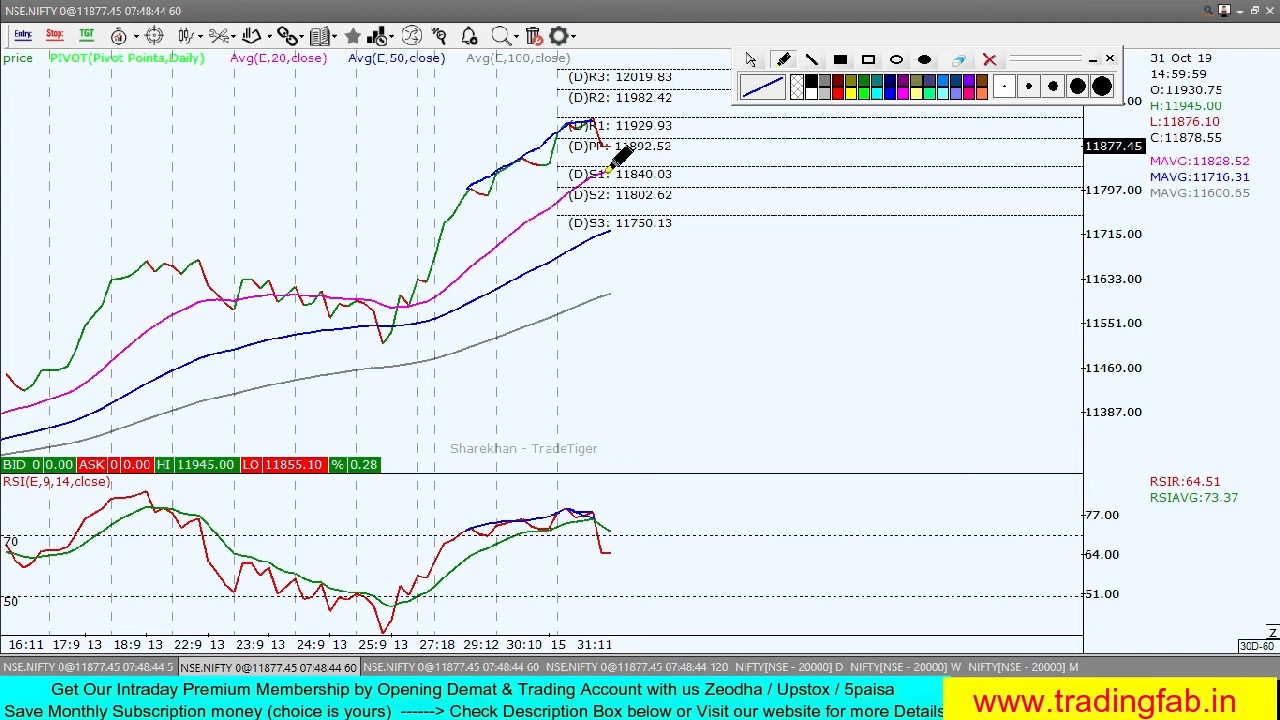 NSE.NIFTY 0@11877.45 07:48:44 60
Entry Stop: TGT
price PIVOT(Pivot Points,Daily) Avg(E,20,close) Avg(E,50,close) Avg(E,100,close)
31 Oct 19
14:59:59
O:11930.75
H:11945.00
L:11876.10
C:11878.55
MAVG:11828.52
MAVG:11716.31
MAVG:11600.65
(D)R3: 12019.83
(D)R2: 11982.42
(D)R1: 11929.93
(D)PP: 11892.52
(D)S1: 11840.03
(D)S2: 11802.62
(D)S3: 11750.13
11877.45
11797.00
11715.00
11633.00
11551.00
11469.00
11387.00
Sharekhan - TradeTiger
BID 0 0.00 ASK 0 0.00 HI 11945.00 LO 11855.10 % 0.28
RSI(E,9,14,close)
RSIR:64.51
RSIAVG:73.37
70
50
77.00
64.00
51.00
16:11 17:9 13 18:9 13 22:9 13 23:9 13 24:9 13 25:9 13 27:18 29:12 30:10 15 31:11
Z
30D-60
NSE.NIFTY 0@11877.45 07:48:44 5 NSE.NIFTY 0@11877.45 07:48:44 60 NSE.NIFTY 0@11877.45 07:48:44 60 NSE.NIFTY 0@11877.45 07:48:44 120 NIFTY[NSE - 20000] D NIFTY[NSE - 20000] W NIFTY[NSE - 20000] M
Get Our Intraday Premium Membership by Opening Demat & Trading Account with us Zeodha / Upstox / 5paisa
Save Monthly Subscription money (choice is yours) ------> Check Description Box below or Visit our website for more Details
www.tradingfab.in